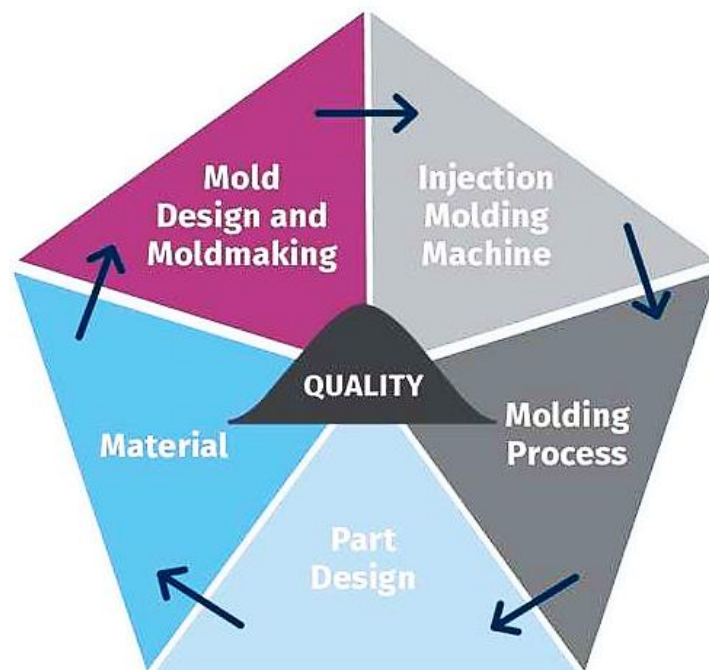 Mold
Design and
Moldmaking
Injection
Molding
Machine
QUALITY
Material
Molding
Process
Part
Design